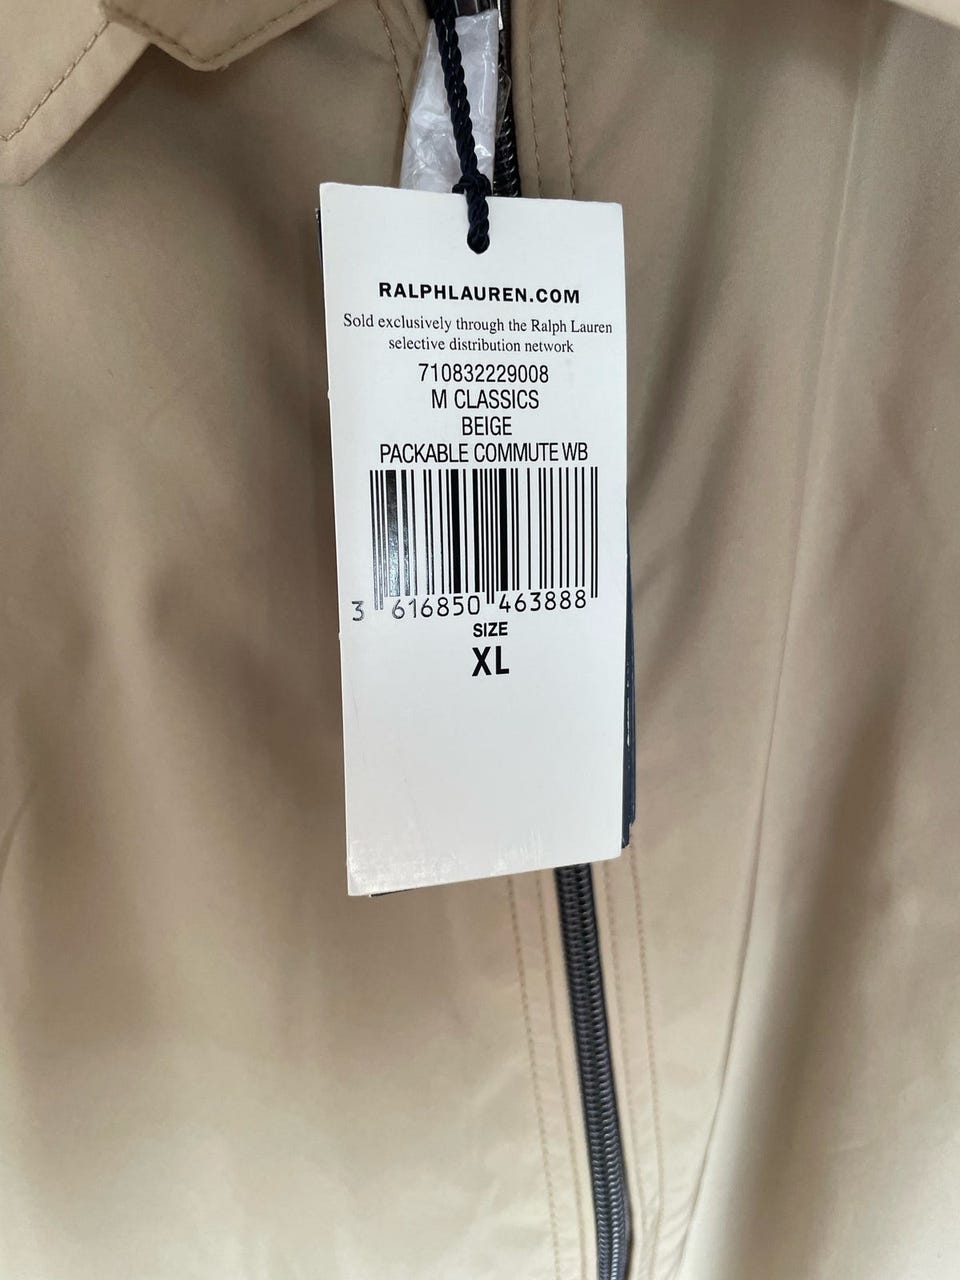 RALPHLAUREN.COM
Sold exclusively through the Ralph Lauren
selective distribution network
710832229008
M CLASSICS
BEIGE
PACKABLE COMMUTE WB
3 616850 463888
SIZE
XL